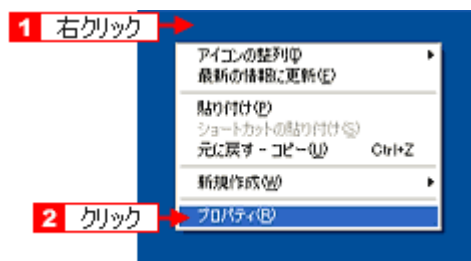 1 右クリック
アイコンの整列(I)
最新の情報に更新(E)
貼り付け(P)
ショートカットの貼り付け(S)
元に戻す - コピー(U) Ctrl+Z
新規作成(W)
2 クリック
プロパティ(R)